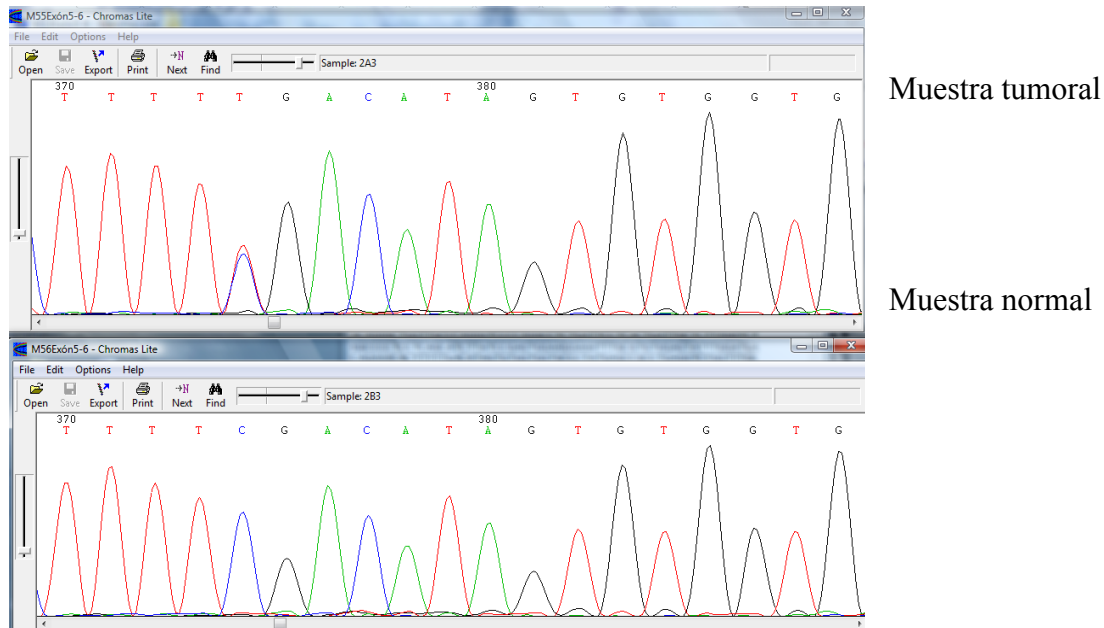 M55Exón5-6 - Chromas Lite
File Edit Options Help
Open Save Export Print Next Find Sample: 2A3
370 380
T T T T T G A C A T A G T G T G G T G
Muestra tumoral
Muestra normal
M56Exón5-6 - Chromas Lite
File Edit Options Help
Open Save Export Print Next Find Sample: 2B3
370 380
T T T T C G A C A T A G T G T G G T G